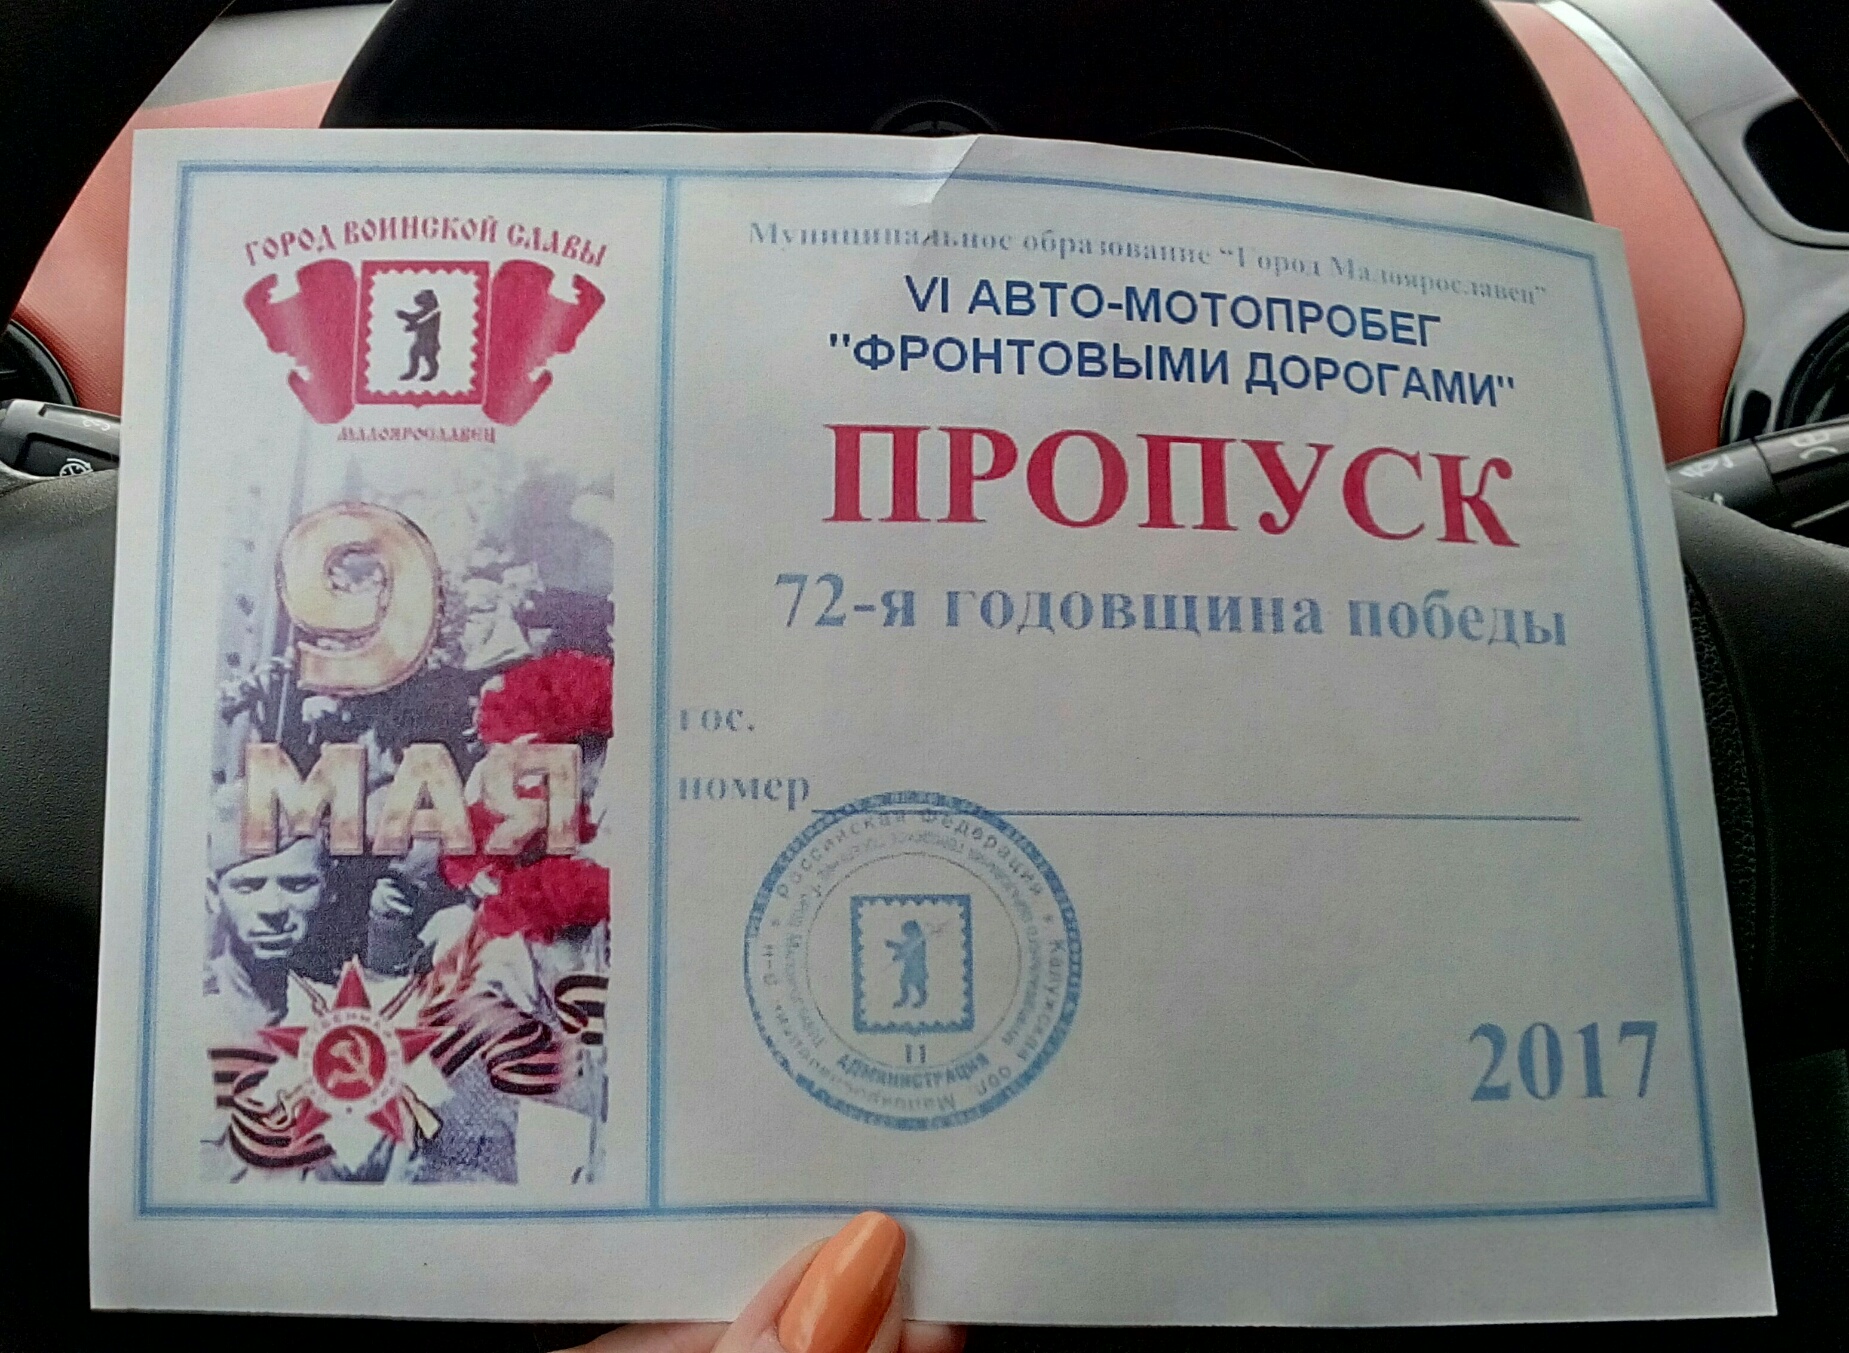 ГОРОД ВОИНСКОЙ СЛАВЫ
МАЛОЯРОСЛАВЕЦ
9
МАЯ
Муниципальное образование “Город Малоярославец”
VI АВТО-МОТОПРОБЕГ
"ФРОНТОВЫМИ ДОРОГАМИ"
ПРОПУСК
72-я годовщина победы
гос.
номер
Российская Федерация * Калужская обл
11
АДМИНИСТРАЦИЯ
2017